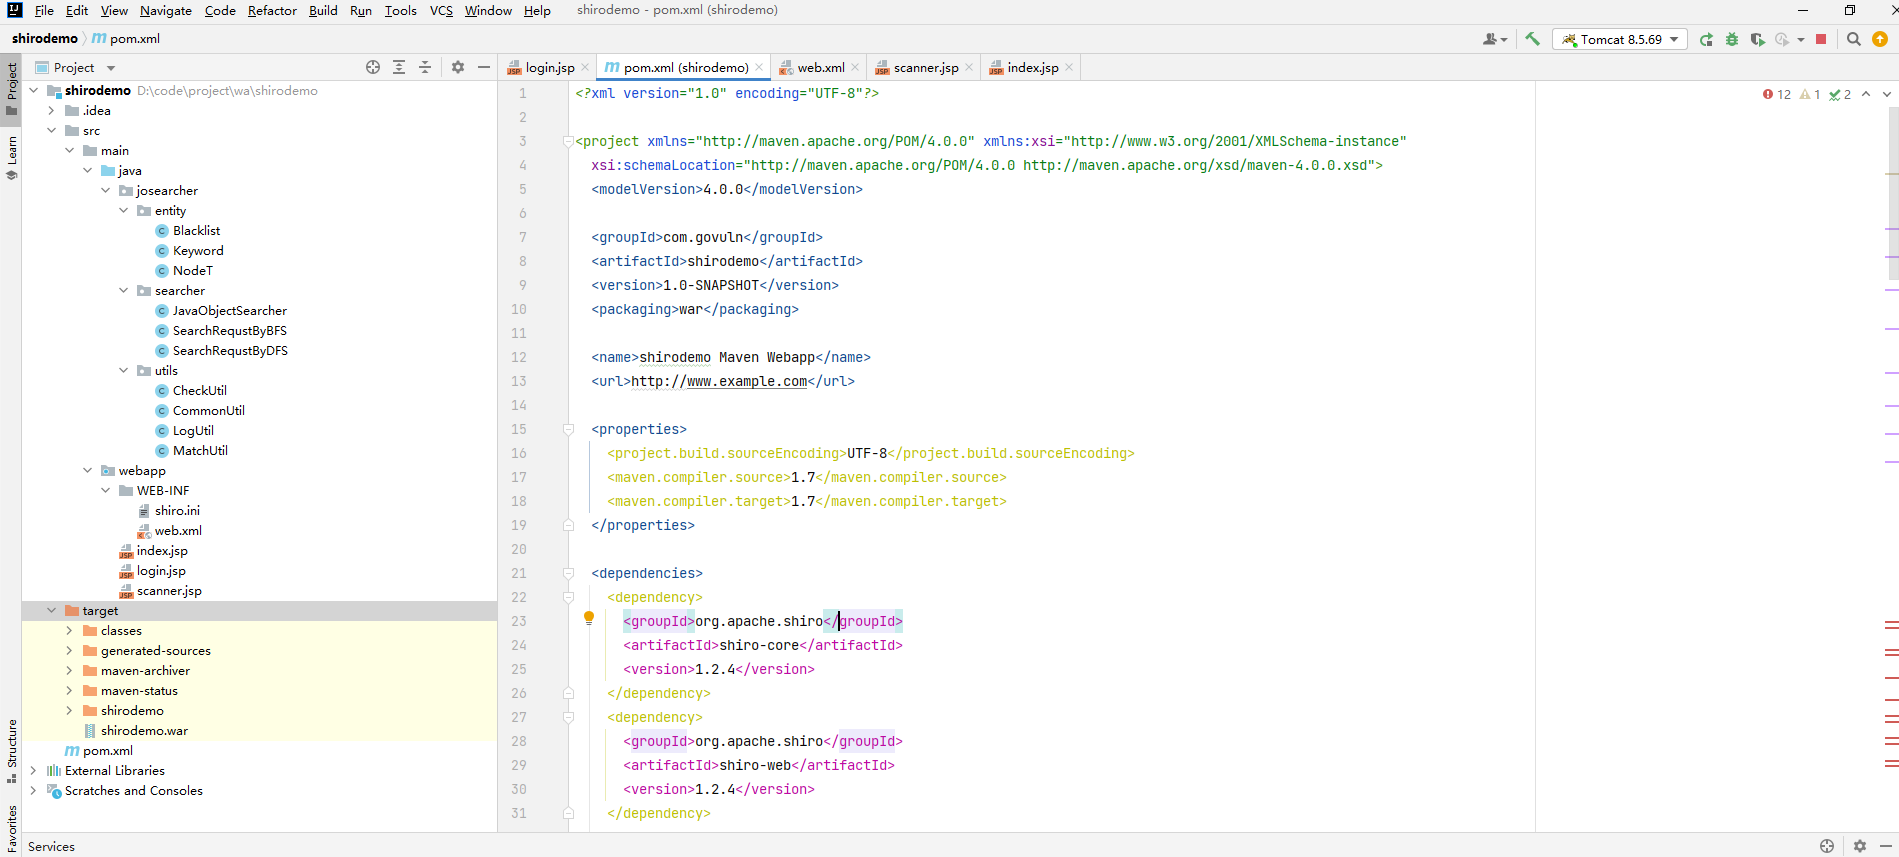 File Edit View Navigate Code Refactor Build Run Tools VCS Window Help shirodemo - pom.xml (shirodemo)
shirodemo pom.xml
Tomcat 8.5.69
Project
login.jsp pom.xml (shirodemo) web.xml scanner.jsp index.jsp
Project
Learn
Structure
Favorites
shirodemo D:\code\project\wa\shirodemo
.idea
src
main
java
josearcher
entity
Blacklist
Keyword
NodeT
searcher
JavaObjectSearcher
SearchRequstByBFS
SearchRequstByDFS
utils
CheckUtil
CommonUtil
LogUtil
MatchUtil
webapp
WEB-INF
shiro.ini
web.xml
index.jsp
login.jsp
scanner.jsp
target
classes
generated-sources
maven-archiver
maven-status
shirodemo
shirodemo.war
pom.xml
External Libraries
Scratches and Consoles
12 1 2
1 <?xml version="1.0" encoding="UTF-8"?>
2
3 <project xmlns="http://maven.apache.org/POM/4.0.0" xmlns:xsi="http://www.w3.org/2001/XMLSchema-instance"
4 xsi:schemaLocation="http://maven.apache.org/POM/4.0.0 http://maven.apache.org/xsd/maven-4.0.0.xsd">
5 <modelVersion>4.0.0</modelVersion>
6
7 <groupId>com.govuln</groupId>
8 <artifactId>shirodemo</artifactId>
9 <version>1.0-SNAPSHOT</version>
10 <packaging>war</packaging>
11
12 <name>shirodemo Maven Webapp</name>
13 <url>http://www.example.com</url>
14
15 <properties>
16 <project.build.sourceEncoding>UTF-8</project.build.sourceEncoding>
17 <maven.compiler.source>1.7</maven.compiler.source>
18 <maven.compiler.target>1.7</maven.compiler.target>
19 </properties>
20
21 <dependencies>
22 <dependency>
23 <groupId>org.apache.shiro</groupId>
24 <artifactId>shiro-core</artifactId>
25 <version>1.2.4</version>
26 </dependency>
27 <dependency>
28 <groupId>org.apache.shiro</groupId>
29 <artifactId>shiro-web</artifactId>
30 <version>1.2.4</version>
31 </dependency>
Services